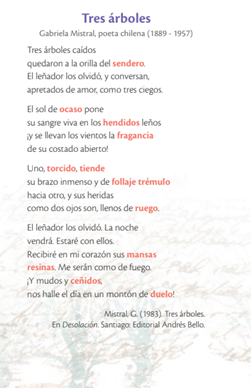 Tres árboles
Gabriela Mistral, poeta chilena (1889 - 1957)
Tres árboles caídos
quedaron a la orilla del sendero.
El leñador los olvidó, y conversan,
apretados de amor, como tres ciegos.
El sol de ocaso pone
su sangre viva en los hendidos leños
¡y se llevan los vientos la fragancia
de su costado abierto!
Uno, torcido, tiende
su brazo inmenso y de follaje trémulo
hacia otro, y sus heridas
como dos ojos son, llenos de ruego.
El leñador los olvidó. La noche
vendrá. Estaré con ellos.
Recibiré en mi corazón sus mansas
resinas. Me serán como de fuego.
¡Y mudos y ceñidos,
nos halle el día en un montón de duelo!
Mistral, G. (1983). Tres árboles.
En Desolación. Santiago: Editorial Andrés Bello.